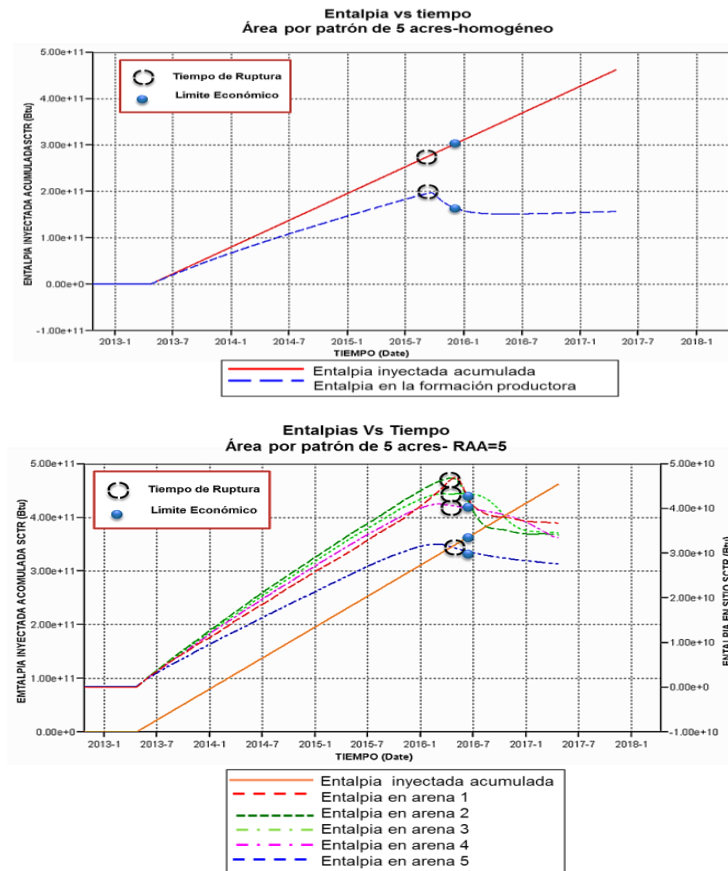 Entalpia vs tiempo
Área por patrón de 5 acres-homogéneo
ENTALPIA INYECTADA ACUMULADASCTR (Btu)
5.00e+11
4.00e+11
3.00e+11
2.00e+11
1.00e+11
0.00e+0
-1.00e+11
Tiempo de Ruptura
Limite Económico
2013-1 2013-7 2014-1 2014-7 2015-1 2015-7 2016-1 2016-7 2017-1 2017-7 2018-1
TIEMPO (Date)
Entalpia inyectada acumulada
Entalpia en la formación productora
Entalpias Vs Tiempo
Área por patrón de 5 acres- RAA=5
EMTALPIA INYECTADA ACOMULADA SCTR (Btu)
5.00e+11
4.00e+11
3.00e+11
2.00e+11
1.00e+11
0.00e+0
Tiempo de Ruptura
Limite Económico
5.00e+10
4.00e+10
3.00e+10
2.00e+10
1.00e+10
0.00e+0
-1.00e+10
ENTALPIA EN SITO SCTR (Btu)
2013-1 2013-7 2014-1 2014-7 2015-1 2015-7 2016-1 2016-7 2017-1 2017-7 2018-1
TIEMPO (Date)
Entalpia inyectada acumulada
Entalpia en arena 1
Entalpia en arena 2
Entalpia en arena 3
Entalpia en arena 4
Entalpia en arena 5